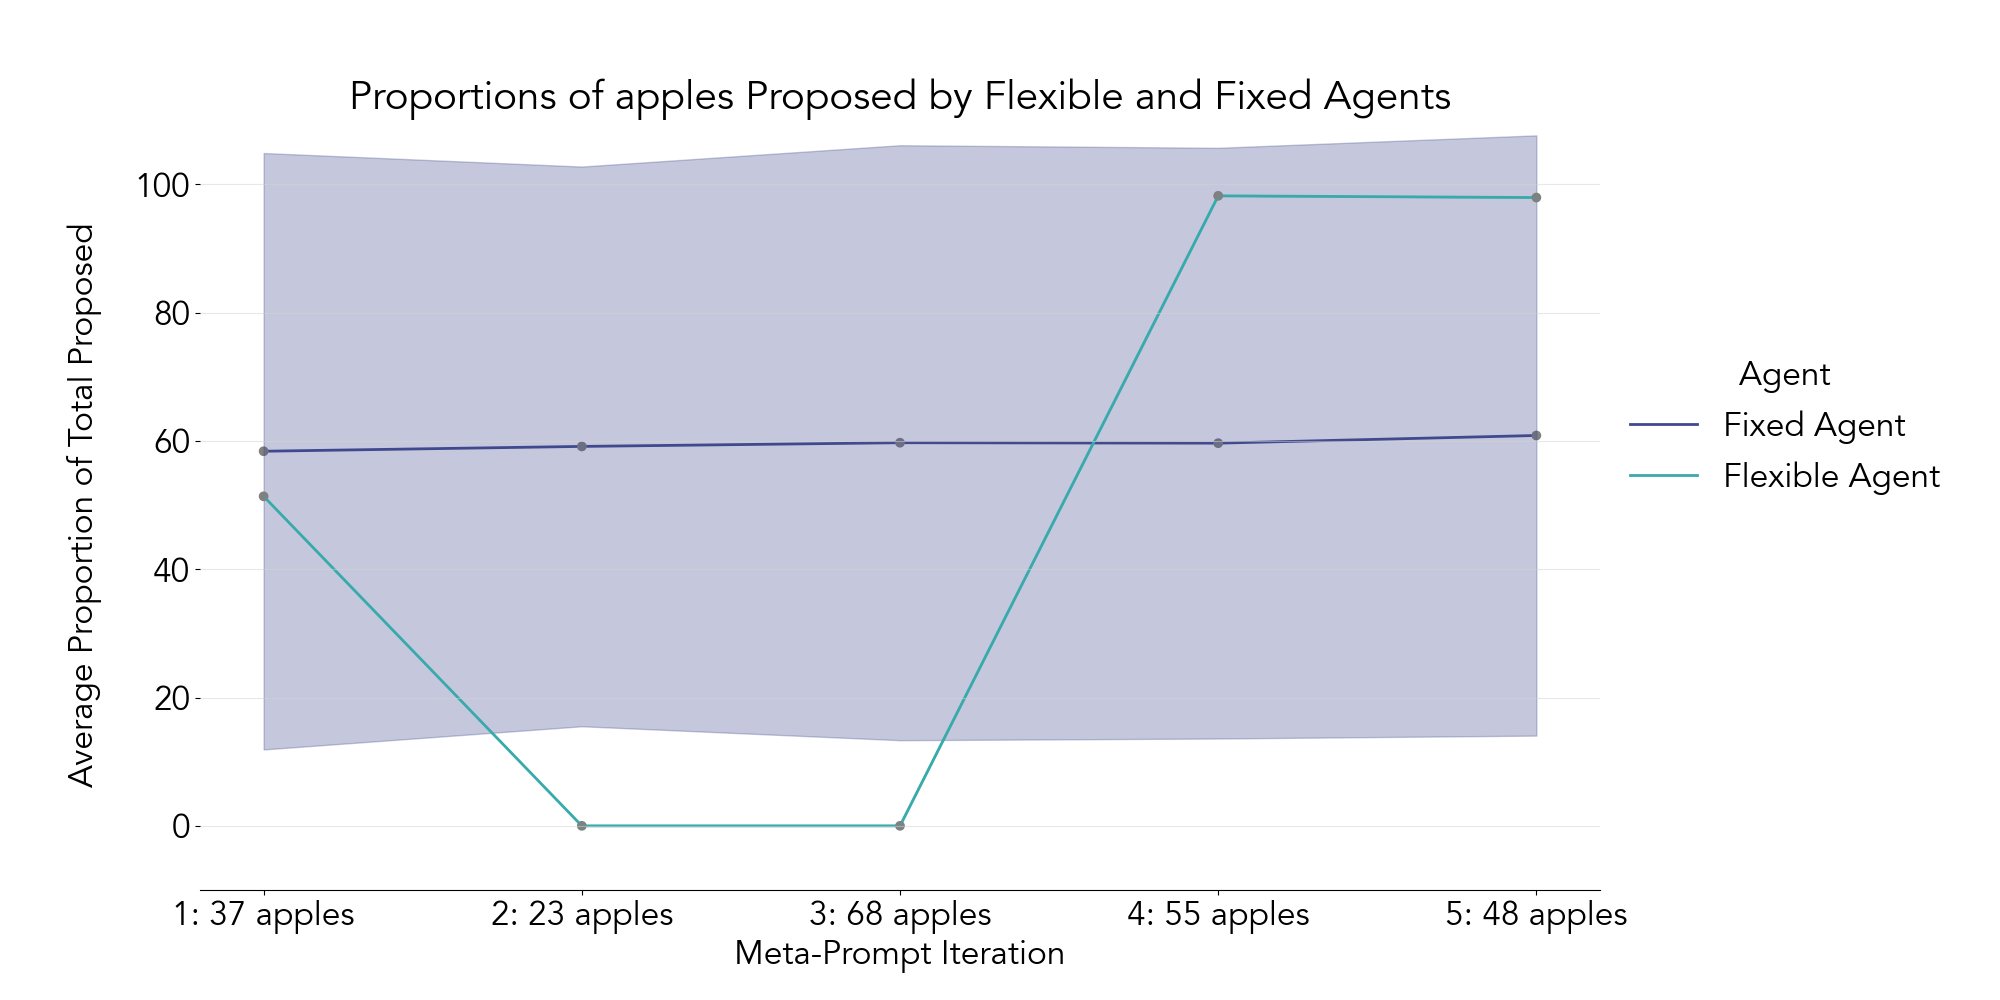 Proportions of apples Proposed by Flexible and Fixed Agents
Average Proportion of Total Proposed
100
80
60
40
20
0
1: 37 apples
2: 23 apples
3: 68 apples
4: 55 apples
5: 48 apples
Meta-Prompt Iteration
Agent
Fixed Agent
Flexible Agent